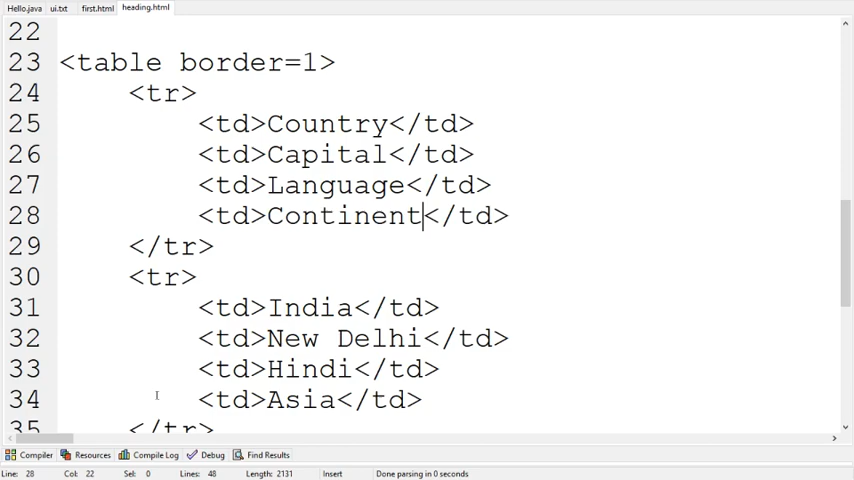 Hello.java ui.txt first.html heading.html
22
23 <table border=1>
24 <tr>
25 <td>Country</td>
26 <td>Capital</td>
27 <td>Language</td>
28 <td>Continent</td>
29 </tr>
30 <tr>
31 <td>India</td>
32 <td>New Delhi</td>
33 <td>Hindi</td>
34 <td>Asia</td>
35 </tr>
Compiler Resources Compile Log Debug Find Results
Line: 28 Col: 22 Sel: 0 Lines: 48 Length: 2131 Insert Done parsing in 0 seconds